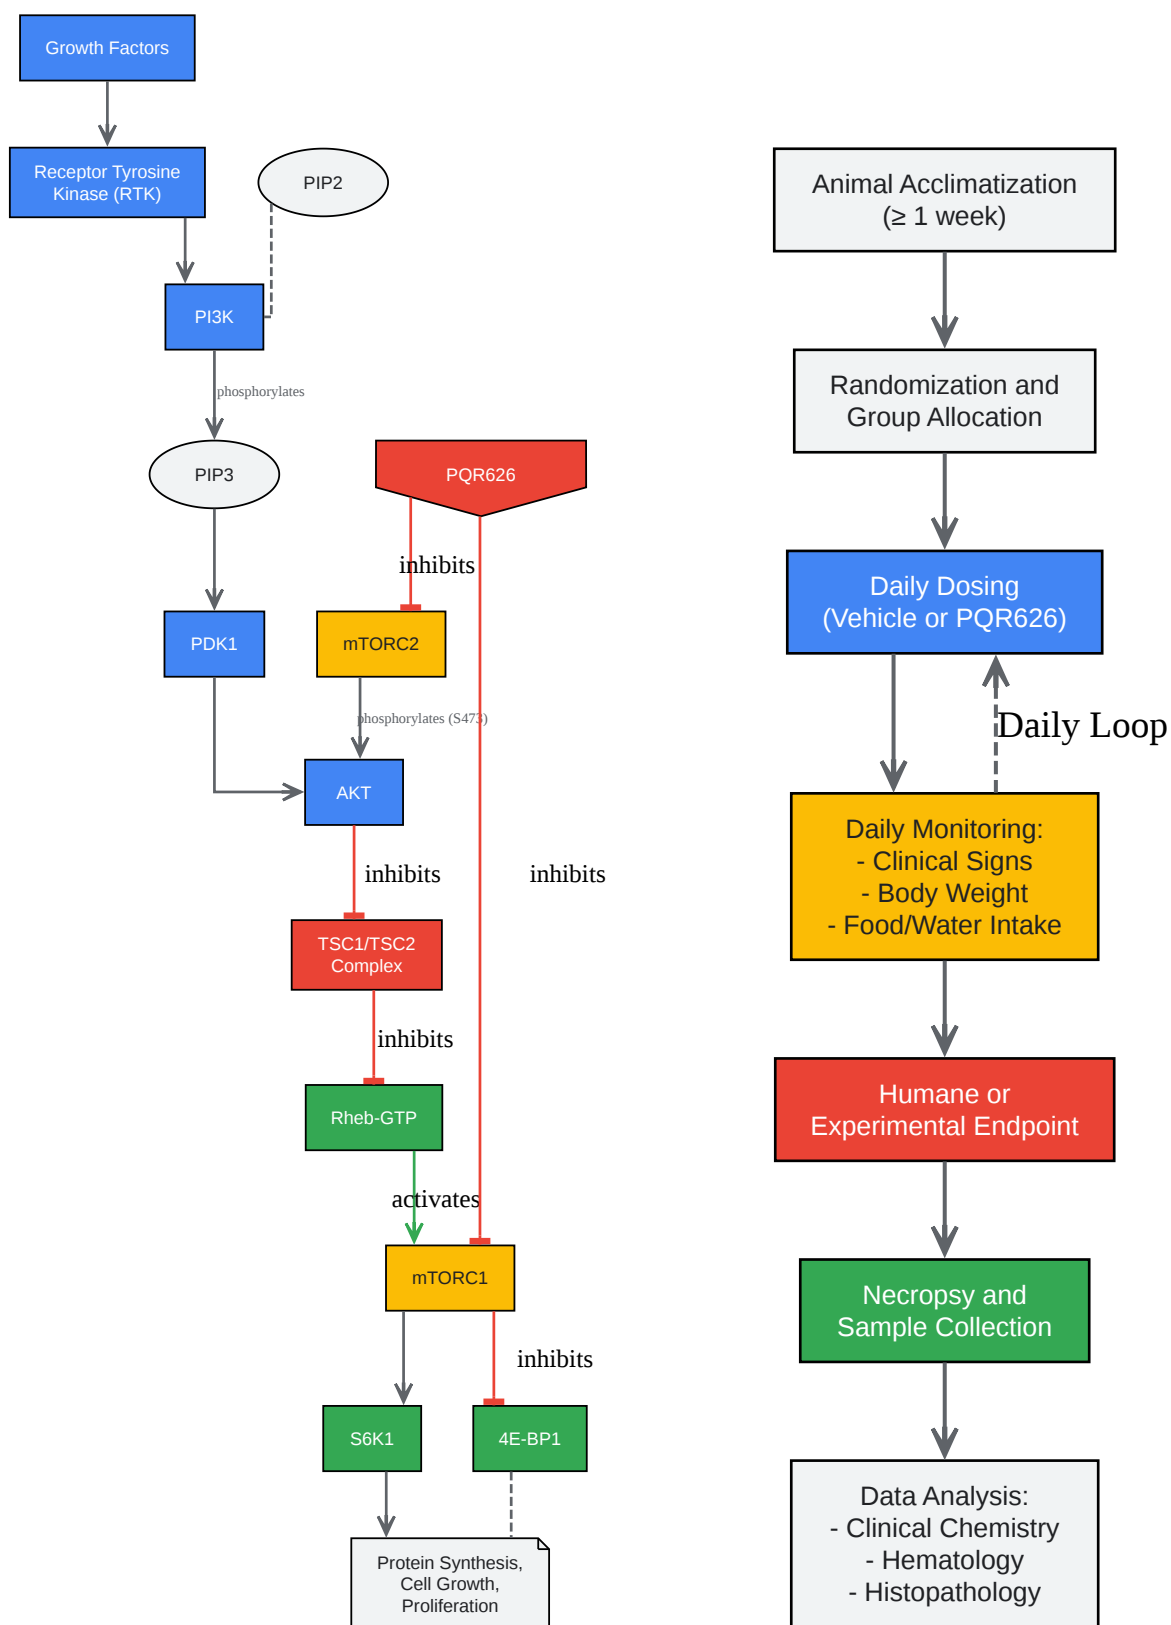 Growth Factors
Receptor Tyrosine
Kinase (RTK)
PIP2
PI3K
phosphorylates
PIP3
PQR626
inhibits
PDK1
mTORC2
phosphorylates (S473)
AKT
inhibits
inhibits
TSC1/TSC2
Complex
inhibits
Rheb-GTP
activates
mTORC1
inhibits
S6K1
4E-BP1
Protein Synthesis,
Cell Growth,
Proliferation
Animal Acclimatization
(≥ 1 week)
Randomization and
Group Allocation
Daily Dosing
(Vehicle or PQR626)
Daily Loop
Daily Monitoring:
- Clinical Signs
- Body Weight
- Food/Water Intake
Humane or
Experimental Endpoint
Necropsy and
Sample Collection
Data Analysis:
- Clinical Chemistry
- Hematology
- Histopathology